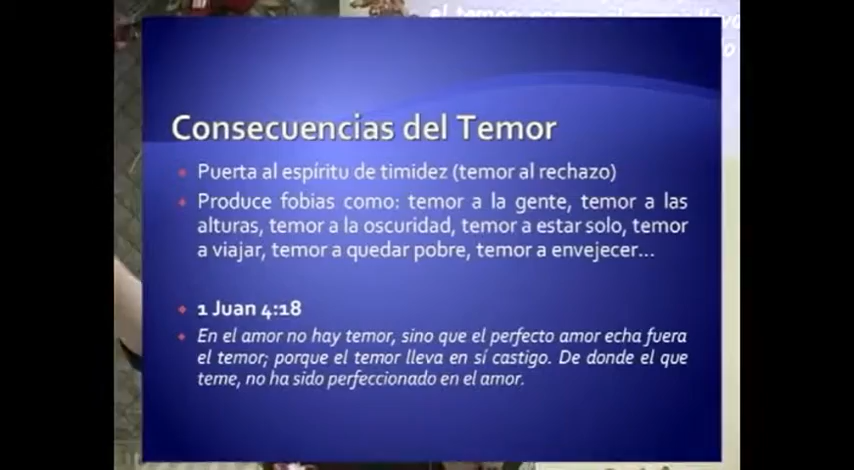 Consecuencias del Temor
Puerta al espíritu de timidez (temor al rechazo)
Produce fobias como: temor a la gente, temor a las
alturas, temor a la oscuridad, temor a estar solo, temor
a viajar, temor a quedar pobre, temor a envejecer...
1 Juan 4:18
En el amor no hay temor, sino que el perfecto amor echa fuera
el temor; porque el temor lleva en sí castigo. De donde el que
teme, no ha sido perfeccionado en el amor.